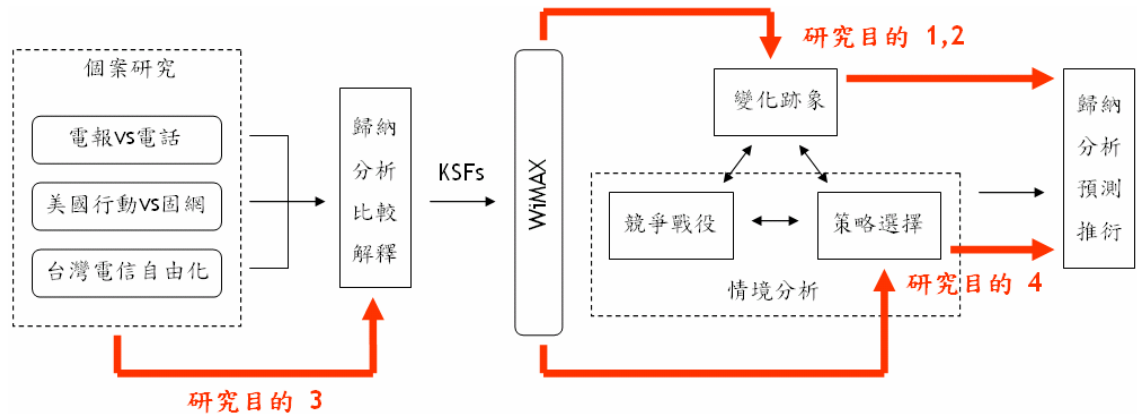 個案研究
電報VS電話
美國行動VS固網
台灣電信自由化
歸納
分析
比較
解釋
研究目的 3
KSFs
WiMAX
研究目的 1,2
變化跡象
競爭戰役
策略選擇
情境分析
研究目的 4
歸納
分析
預測
推衍